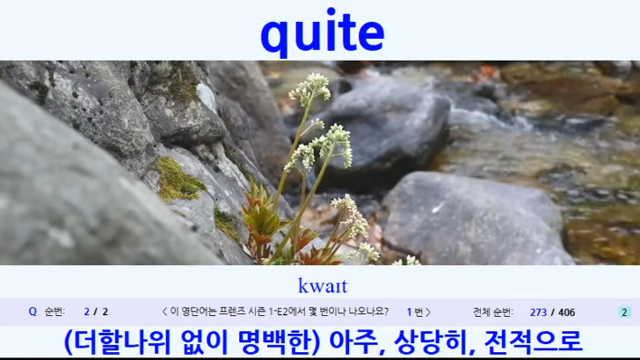 quite
kwaɪt
Q 순번: 2 / 2 〈 이 영단어는 프렌즈 시즌 1-E2에서 몇 번이나 나오나요? 1 번 〉 전체 순번: 273 / 406 2
(더할나위 없이 명백한) 아주, 상당히, 전적으로